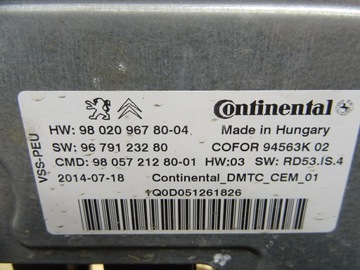 Continental
HW: 98 020 967 80-04 Made in Hungary
SW: 96 791 232 80 COFOR 94563K 02
CMD: 98 057 212 80-01 HW:03 SW: RD53.IS.4
2014-07-18 Continental_DMTC_CEM_01
1Q0D051261826
VSS-PEU